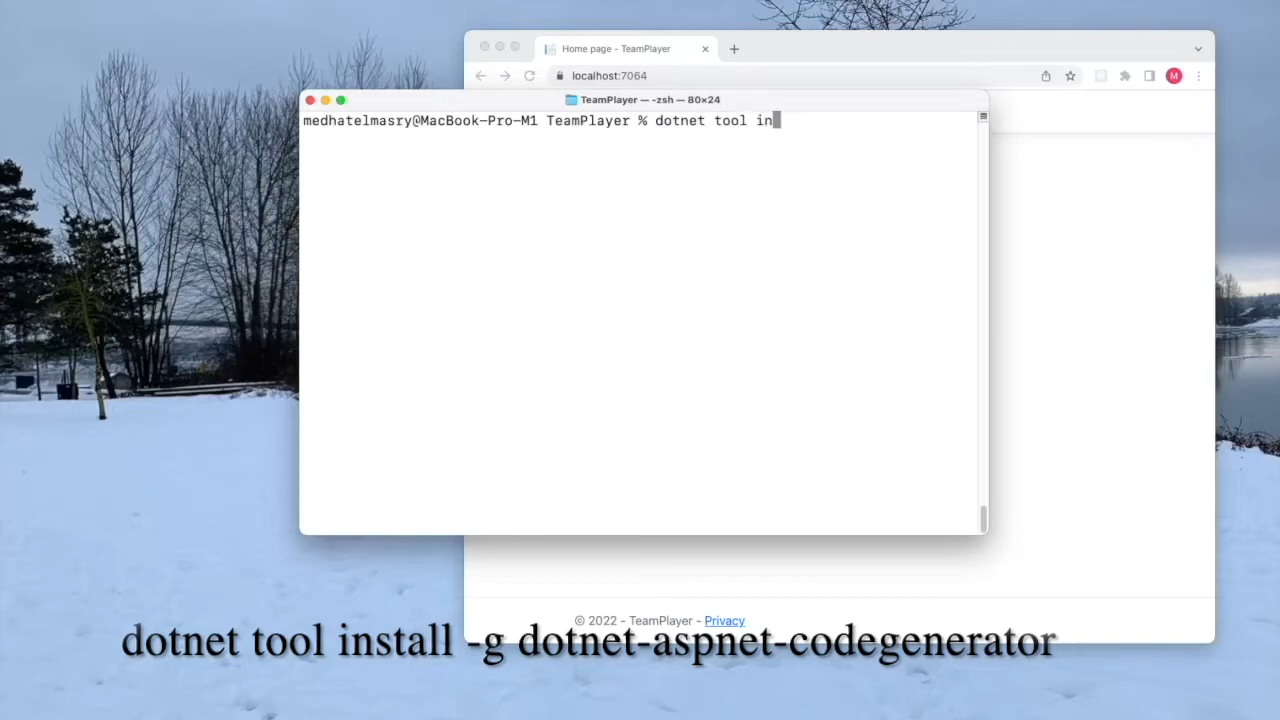 Home page - TeamPlayer
localhost:7064
M
TeamPlayer — -zsh — 80×24
medhatelmasry@MacBook-Pro-M1 TeamPlayer % dotnet tool in
© 2022 - TeamPlayer - Privacy
dotnet tool install -g dotnet-aspnet-codegenerator